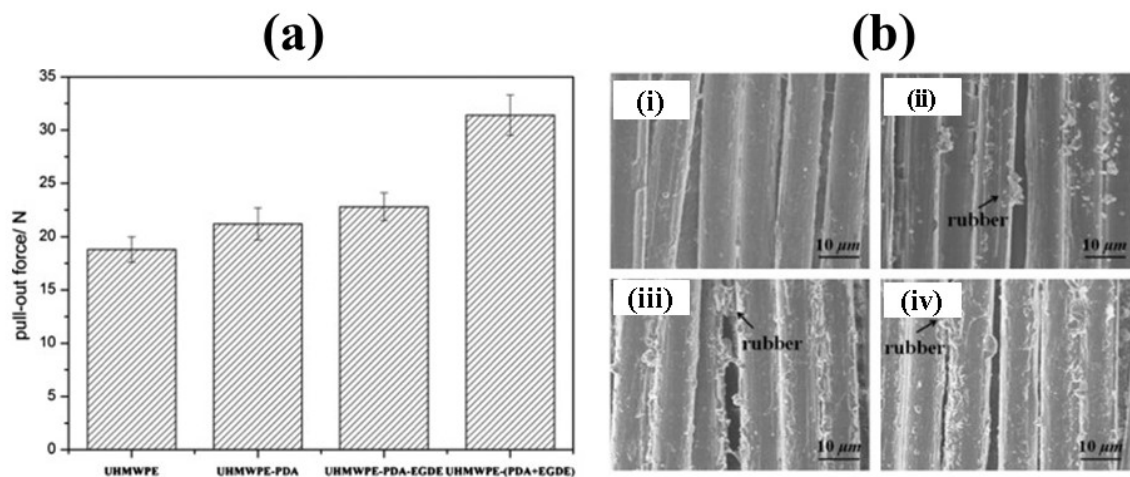 (a)
(b)
pull-out force/ N
35
30
25
20
15
10
5
0
UHMWPE
UHMWPE-PDA
UHMWPE-PDA-EGDE
UHMWPE-(PDA+EGDE)
(i)
10 µm
(ii)
rubber
10 µm
(iii)
rubber
10 µm
(iv)
rubber
10 µm